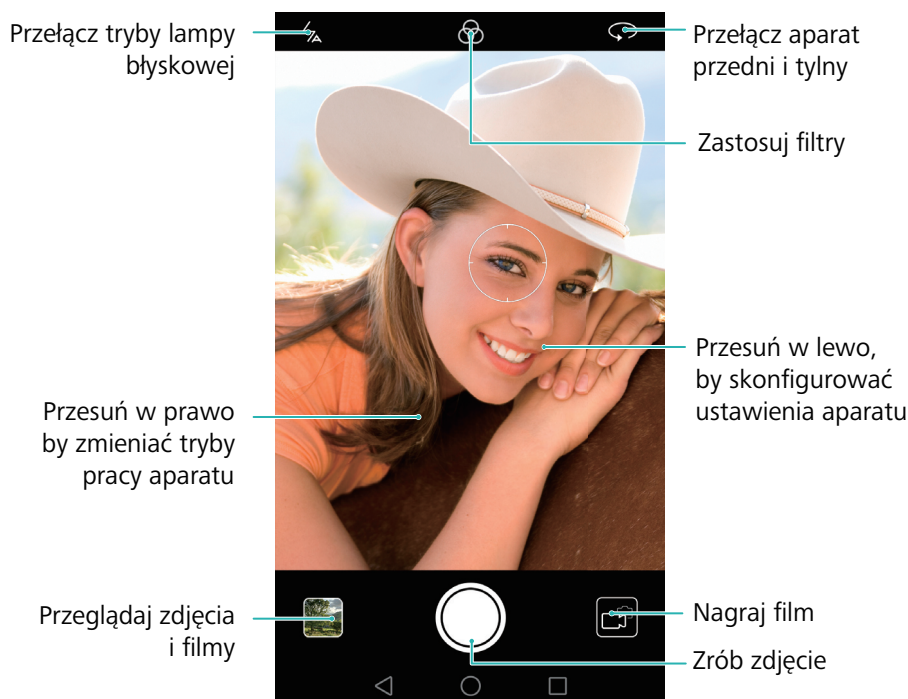 Przełącz tryby lampy
błyskowej
Przełącz aparat
przedni i tylny
Zastosuj filtry
Przesuń w lewo,
by skonfigurować
ustawienia aparatu
Przesuń w prawo
by zmieniać tryby
pracy aparatu
Przeglądaj zdjęcia
i filmy
Nagraj film
Zrób zdjęcie